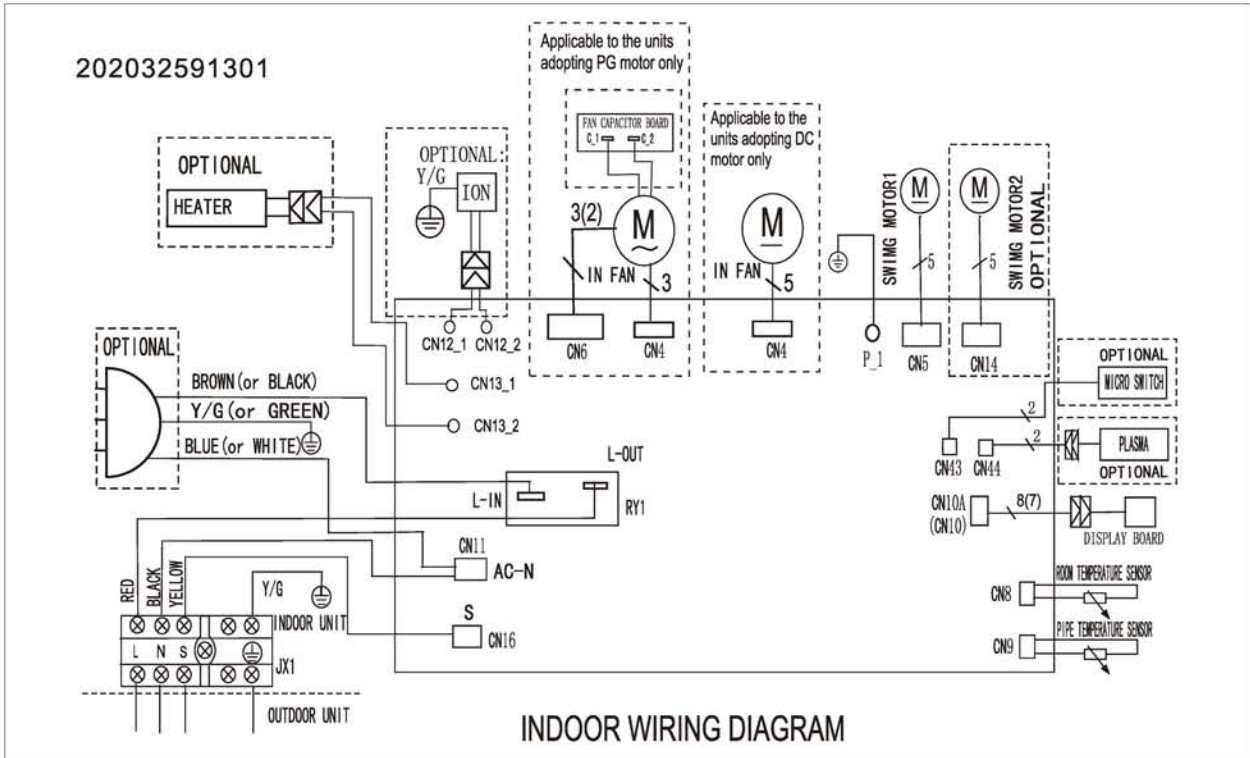 202032591301
Applicable to the units
adopting PG motor only
FAN CAPACITOR BOARD
C_1
C_2
Applicable to the
units adopting DC
motor only
OPTIONAL
HEATER
OPTIONAL:
Y/G
ION
3(2)
M
IN FAN
3
M
IN FAN
5
M
SWIMG MOTOR1
5
M
SWIMG MOTOR2
OPTIONAL
5
CN12_1
CN12_2
CN6
CN4
CN4
P_1
CN5
CN14
OPTIONAL
MICRO SWITCH
OPTIONAL
BROWN(or BLACK)
Y/G(or GREEN)
BLUE(or WHITE)
CN13_1
CN13_2
2
CN43
CN44
2
PLASMA
OPTIONAL
L-OUT
L-IN
RY1
CN10A
(CN10)
8(7)
DISPLAY BOARD
CN11
AC-N
RED
BLACK
YELLOW
Y/G
INDOOR UNIT
S
CN16
CN8
ROOM TEMPERATURE SENSOR
CN9
PIPE TEMPERATURE SENSOR
L N S
JX1
OUTDOOR UNIT
INDOOR WIRING DIAGRAM